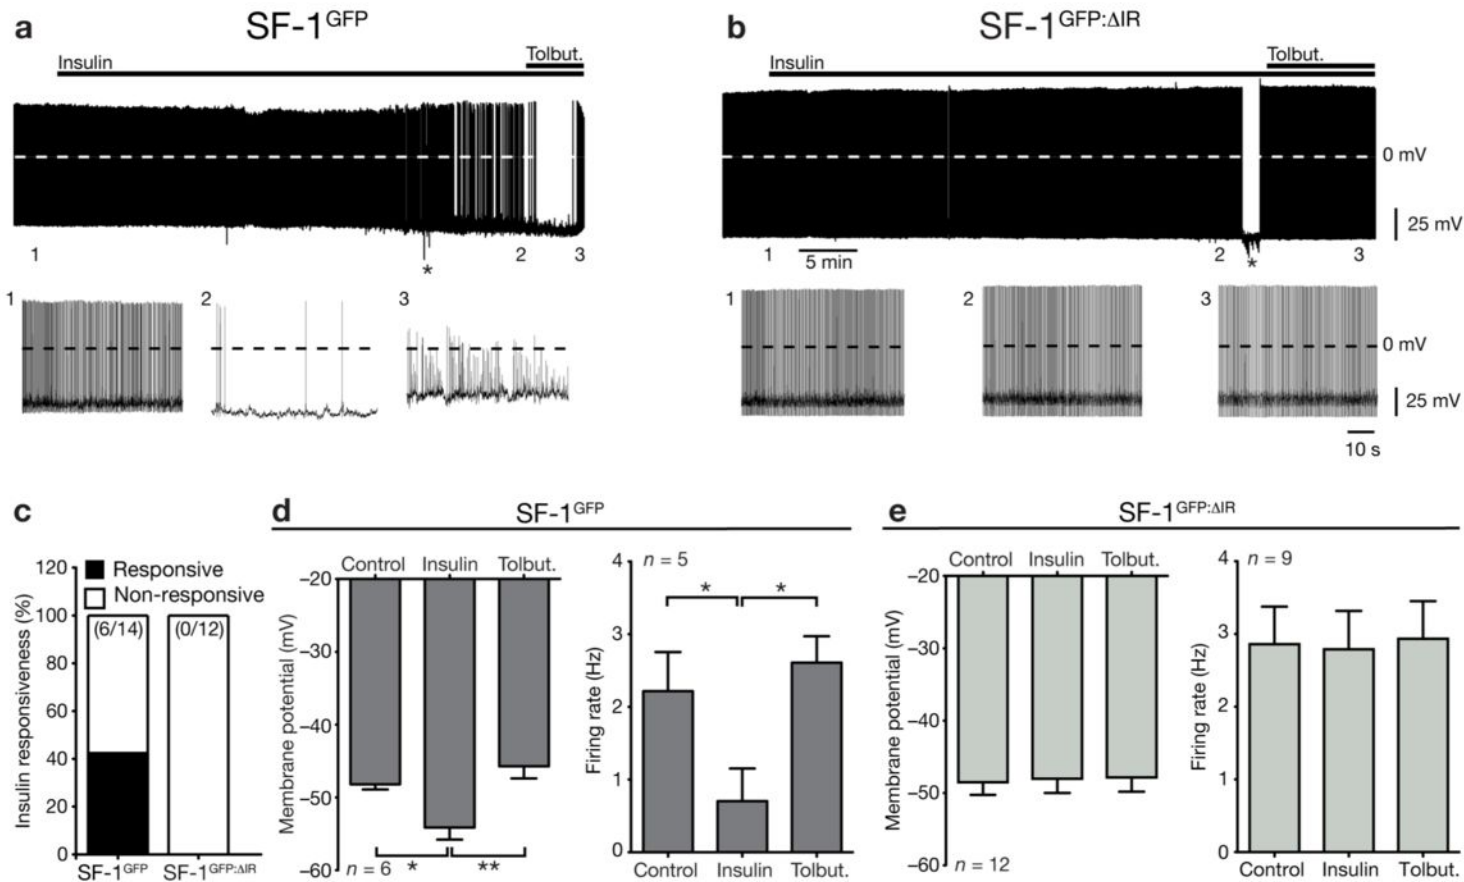 a
SF-1GFP
Insulin
Tolbut.
1
2
3
*
1
2
3
b
SF-1GFP:ΔIR
Insulin
Tolbut.
0 mV
25 mV
1
5 min
2
*
3
1
2
3
0 mV
25 mV
10 s
c
Insulin responsiveness (%)
120
100
80
60
40
20
0
Responsive
Non-responsive
(6/14)
(0/12)
SF-1GFP
SF-1GFP:ΔIR
d
SF-1GFP
Membrane potential (mV)
Control
Insulin
Tolbut.
–20
–30
–40
–50
–60
n = 6
*
**
Firing rate (Hz)
4
3
2
1
0
n = 5
*
*
Control
Insulin
Tolbut.
e
SF-1GFP:ΔIR
Membrane potential (mV)
Control
Insulin
Tolbut.
–20
–30
–40
–50
–60
n = 12
Firing rate (Hz)
4
3
2
1
0
n = 9
Control
Insulin
Tolbut.